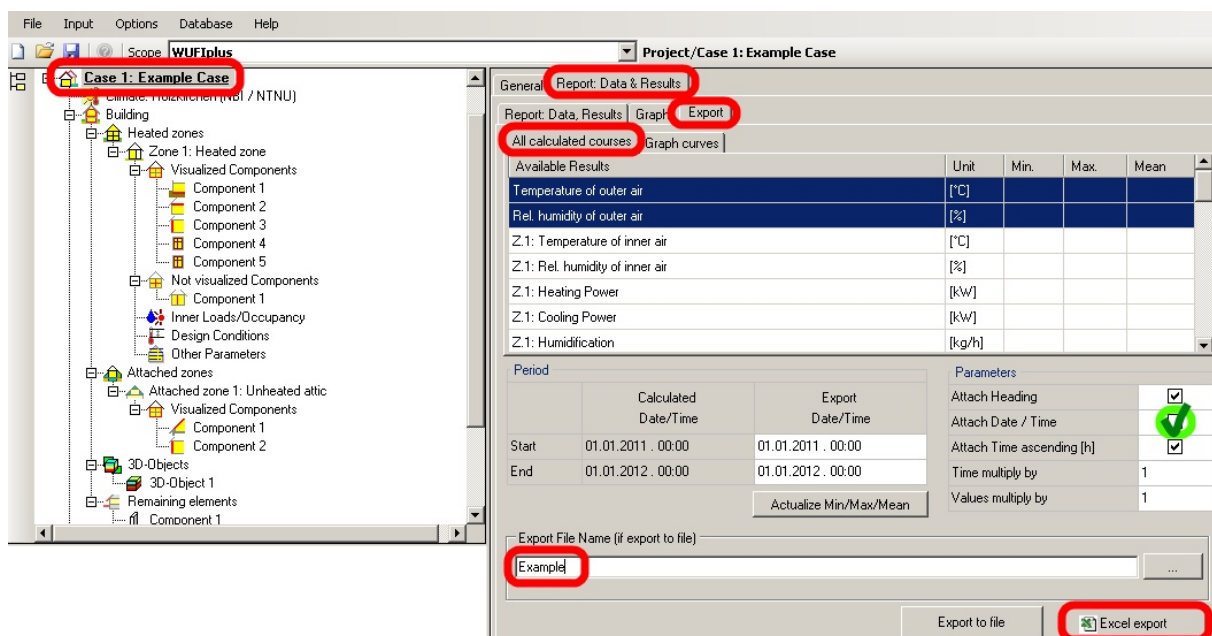 File Input Options Database Help
Scope WUFIplus Project/Case 1: Example Case
Case 1: Example Case
Climate: Holzkirchen (NBI / NTNU)
Building
Heated zones
Zone 1: Heated zone
Visualized Components
Component 1
Component 2
Component 3
Component 4
Component 5
Not visualized Components
Component 1
Inner Loads/Occupancy
Design Conditions
Other Parameters
Attached zones
Attached zone 1: Unheated attic
Visualized Components
Component 1
Component 2
3D-Objects
3D-Object 1
Remaining elements
Component 1
General Report: Data & Results
Report: Data, Results Graph Export
All calculated courses Graph curves
Available Results Unit Min. Max. Mean
Temperature of outer air [°C]
Rel. humidity of outer air [%]
Z.1: Temperature of inner air [°C]
Z.1: Rel. humidity of inner air [%]
Z.1: Heating Power [kW]
Z.1: Cooling Power [kW]
Z.1: Humidification [kg/h]
Period
Calculated Date/Time Export Date/Time
Start 01.01.2011 . 00:00 01.01.2011 . 00:00
End 01.01.2012 . 00:00 01.01.2012 . 00:00
Actualize Min/Max/Mean
Parameters
Attach Heading
Attach Date / Time
Attach Time ascending [h]
Time multiply by 1
Values multiply by 1
Export File Name (if export to file)
Example
...
Export to file Excel export